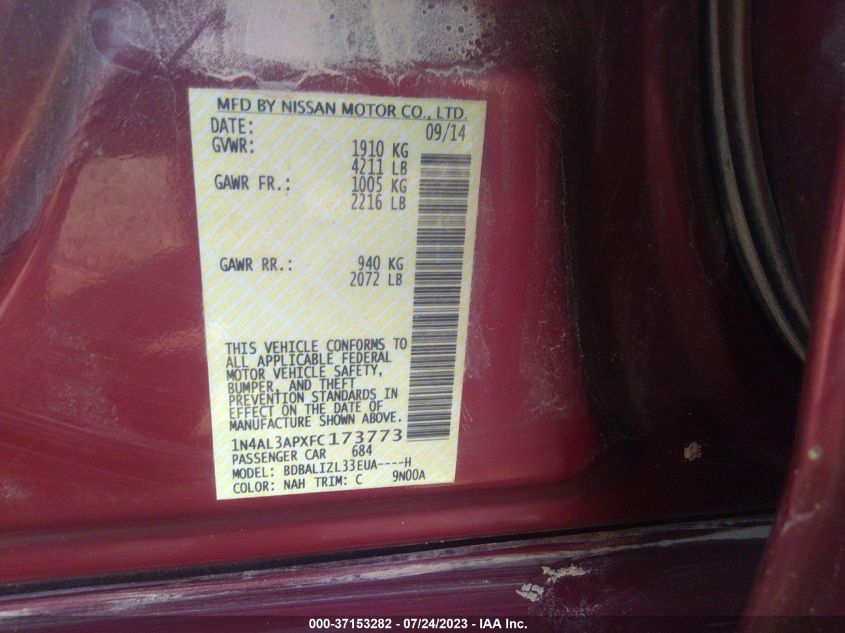 MFD BY NISSAN MOTOR CO., LTD.
DATE: 09/14
GVWR: 1910 KG
4211 LB
GAWR FR.: 1005 KG
2216 LB
GAWR RR.: 940 KG
2072 LB
THIS VEHICLE CONFORMS TO
ALL APPLICABLE FEDERAL
MOTOR VEHICLE SAFETY,
BUMPER, AND THEFT
PREVENTION STANDARDS IN
EFFECT ON THE DATE OF
MANUFACTURE SHOWN ABOVE.
1N4AL3APXFC173773
PASSENGER CAR 684
MODEL: BDBALIZL33EUA----H
COLOR: NAH TRIM: C 9N00A
000-37153282 - 07/24/2023 - IAA Inc.